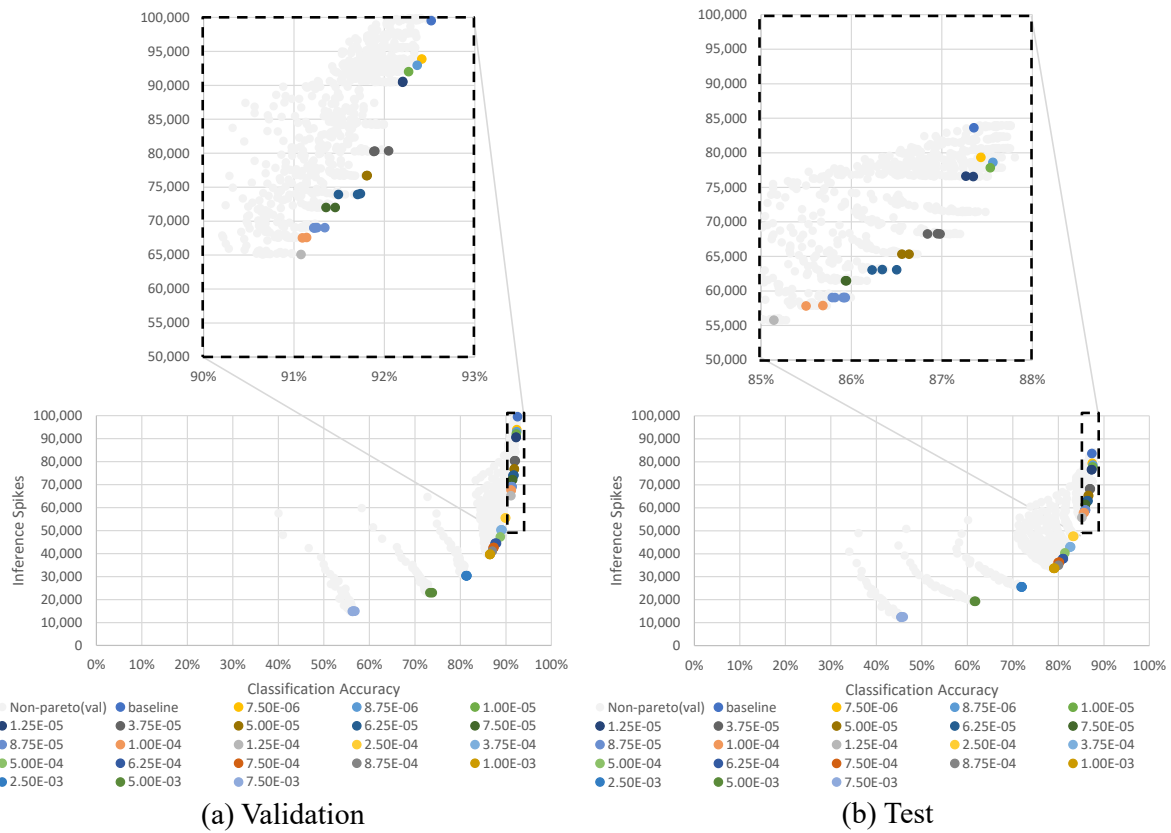 100,000
95,000
90,000
85,000
80,000
75,000
70,000
65,000
60,000
55,000
50,000
90% 91% 92% 93%
100,000
90,000
80,000
70,000
60,000
50,000
40,000
30,000
20,000
10,000
0
Inference Spikes
0% 10% 20% 30% 40% 50% 60% 70% 80% 90% 100%
Classification Accuracy
Non-pareto(val) baseline 7.50E-06 8.75E-06 1.00E-05
1.25E-05 3.75E-05 5.00E-05 6.25E-05 7.50E-05
8.75E-05 1.00E-04 1.25E-04 2.50E-04 3.75E-04
5.00E-04 6.25E-04 7.50E-04 8.75E-04 1.00E-03
2.50E-03 5.00E-03 7.50E-03
(a) Validation
100,000
95,000
90,000
85,000
80,000
75,000
70,000
65,000
60,000
55,000
50,000
85% 86% 87% 88%
100,000
90,000
80,000
70,000
60,000
50,000
40,000
30,000
20,000
10,000
0
Inference Spikes
0% 10% 20% 30% 40% 50% 60% 70% 80% 90% 100%
Classification Accuracy
Non-pareto(val) baseline 7.50E-06 8.75E-06 1.00E-05
1.25E-05 3.75E-05 5.00E-05 6.25E-05 7.50E-05
8.75E-05 1.00E-04 1.25E-04 2.50E-04 3.75E-04
5.00E-04 6.25E-04 7.50E-04 8.75E-04 1.00E-03
2.50E-03 5.00E-03 7.50E-03
(b) Test